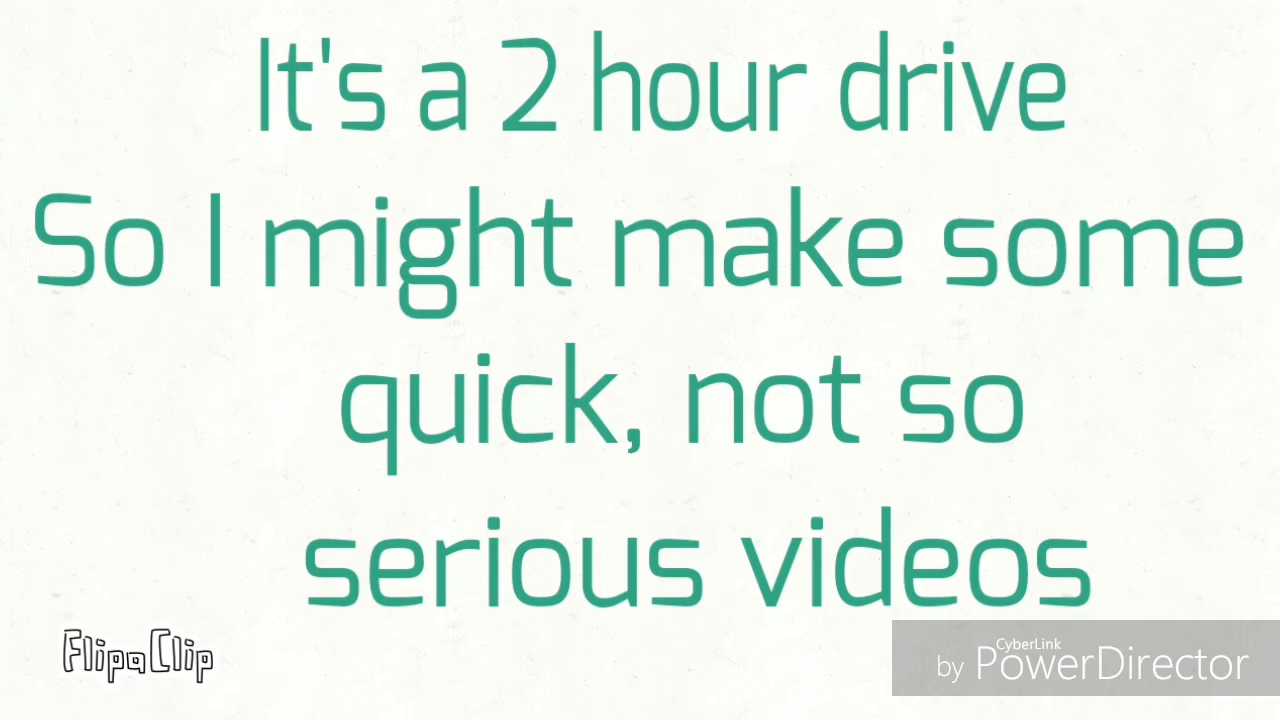 It's a 2 hour drive
So I might make some
quick, not so
serious videos
FlipaClip
CyberLink
by PowerDirector